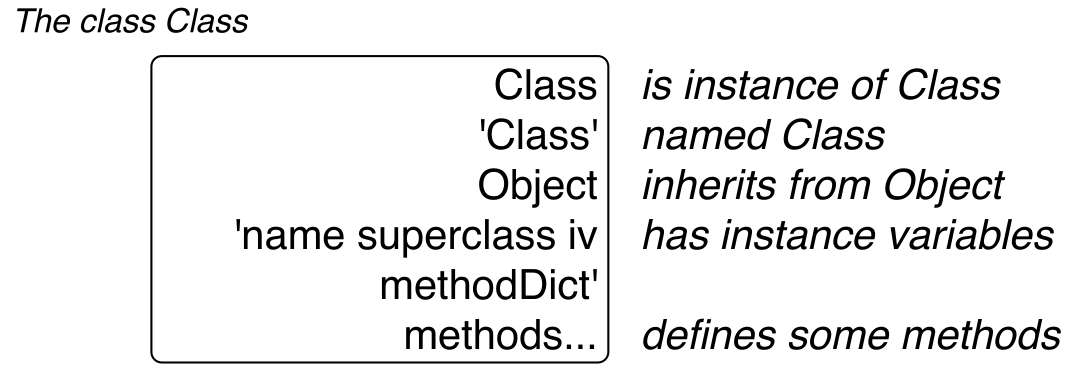 The class Class
Class is instance of Class
'Class' named Class
Object inherits from Object
'name superclass iv has instance variables
methodDict'
methods... defines some methods